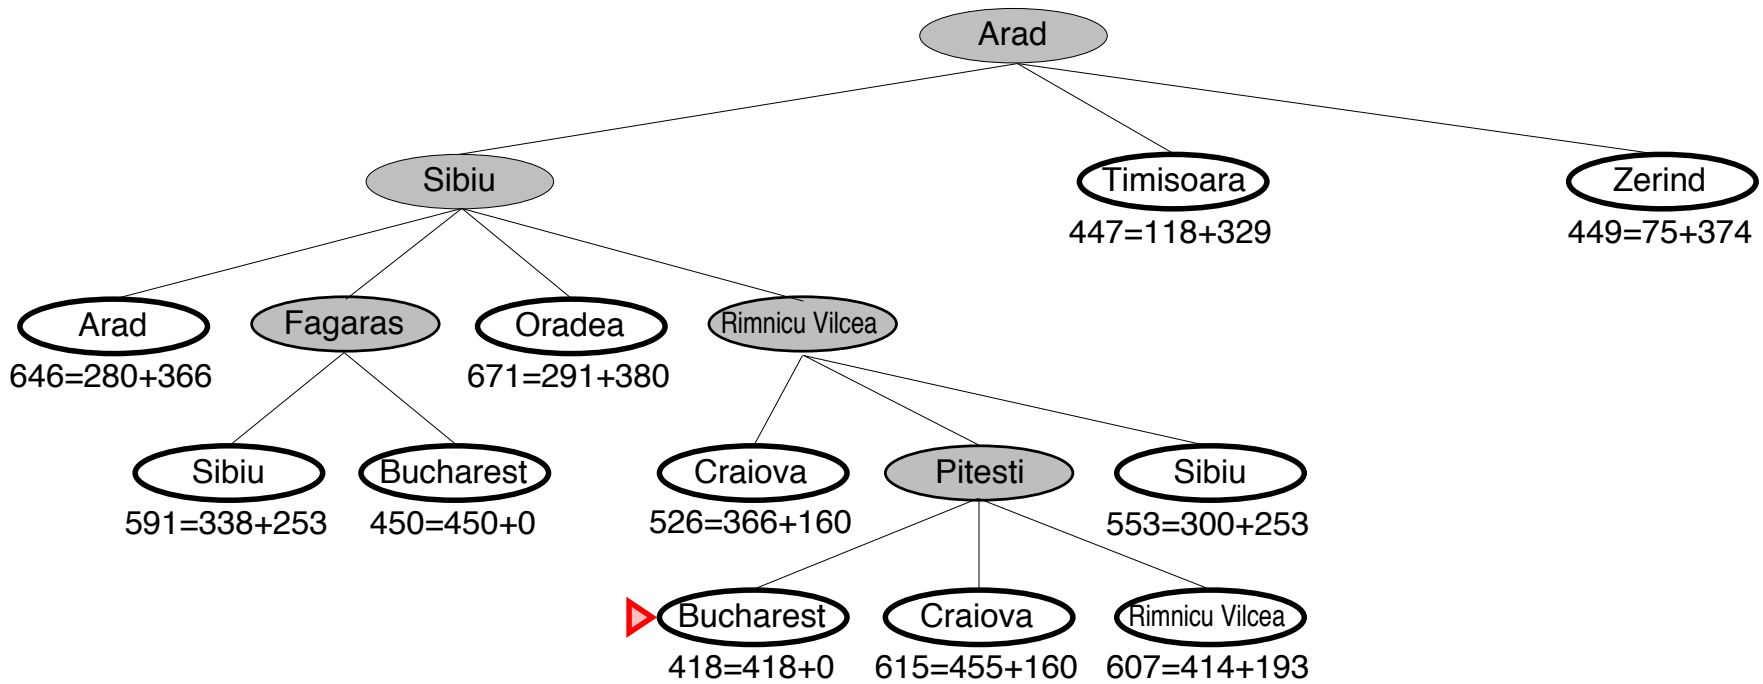 Arad
Sibiu
Timisoara
Zerind
447=118+329
449=75+374
Arad
Fagaras
Oradea
Rimnicu Vilcea
646=280+366
671=291+380
Sibiu
Bucharest
Craiova
Pitesti
Sibiu
591=338+253
450=450+0
526=366+160
553=300+253
Bucharest
Craiova
Rimnicu Vilcea
418=418+0
615=455+160
607=414+193